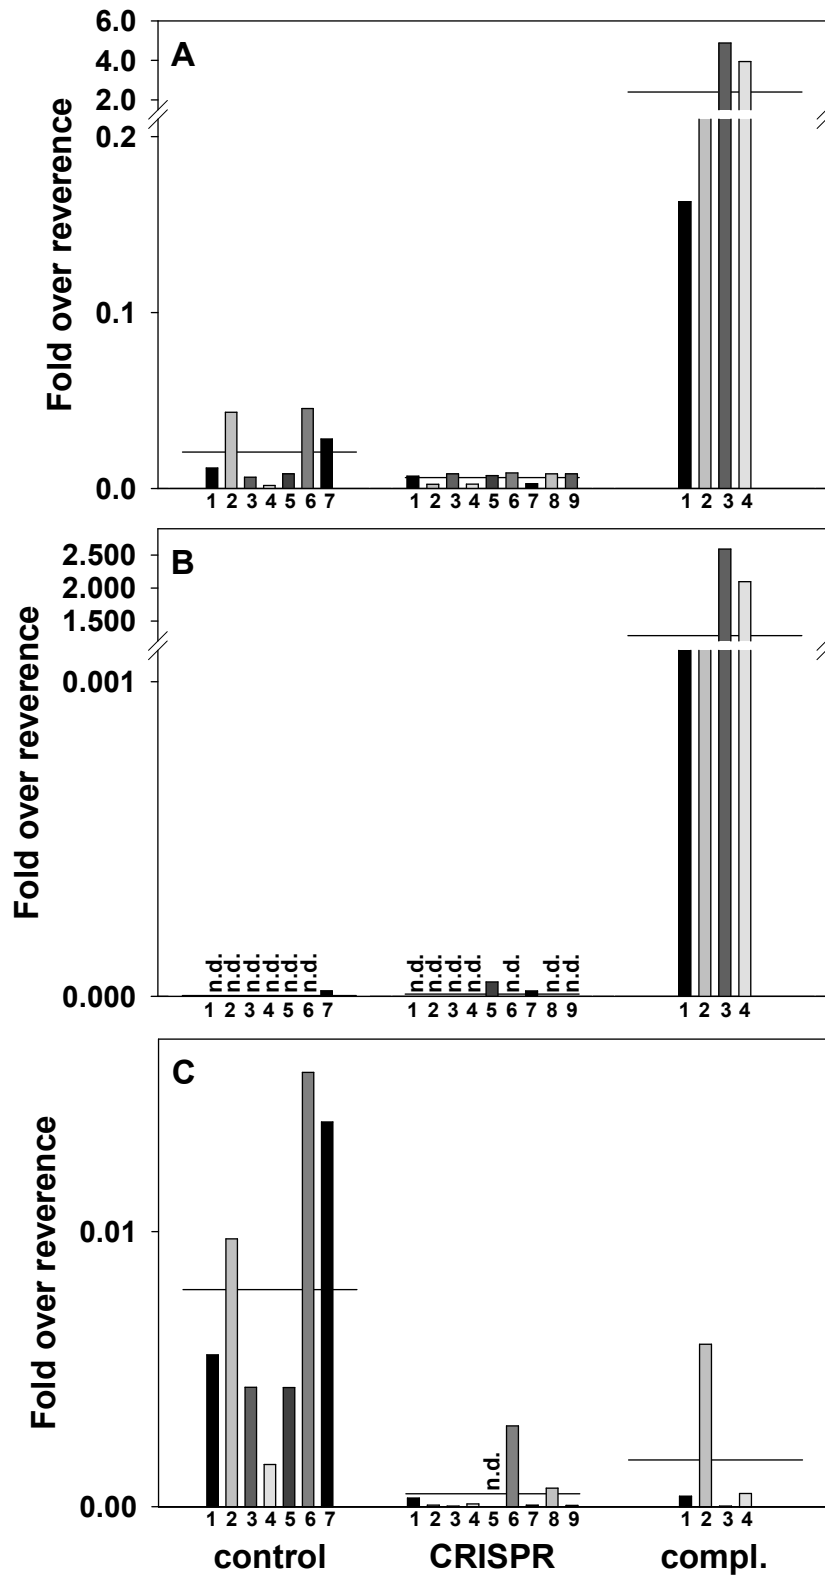 A
Fold over reverence
6.0
4.0
2.0
0.2
0.1
0.0
1 2 3 4 5 6 7 1 2 3 4 5 6 7 8 9 1 2 3 4
B
Fold over reverence
2.500
2.000
1.500
0.001
0.000
n.d. n.d. n.d. n.d. n.d. n.d. n.d. n.d. n.d. n.d. n.d. n.d. n.d.
1 2 3 4 5 6 7 1 2 3 4 5 6 7 8 9 1 2 3 4
C
Fold over reverence
0.01
0.00
n.d.
1 2 3 4 5 6 7 1 2 3 4 5 6 7 8 9 1 2 3 4
control CRISPR compl.